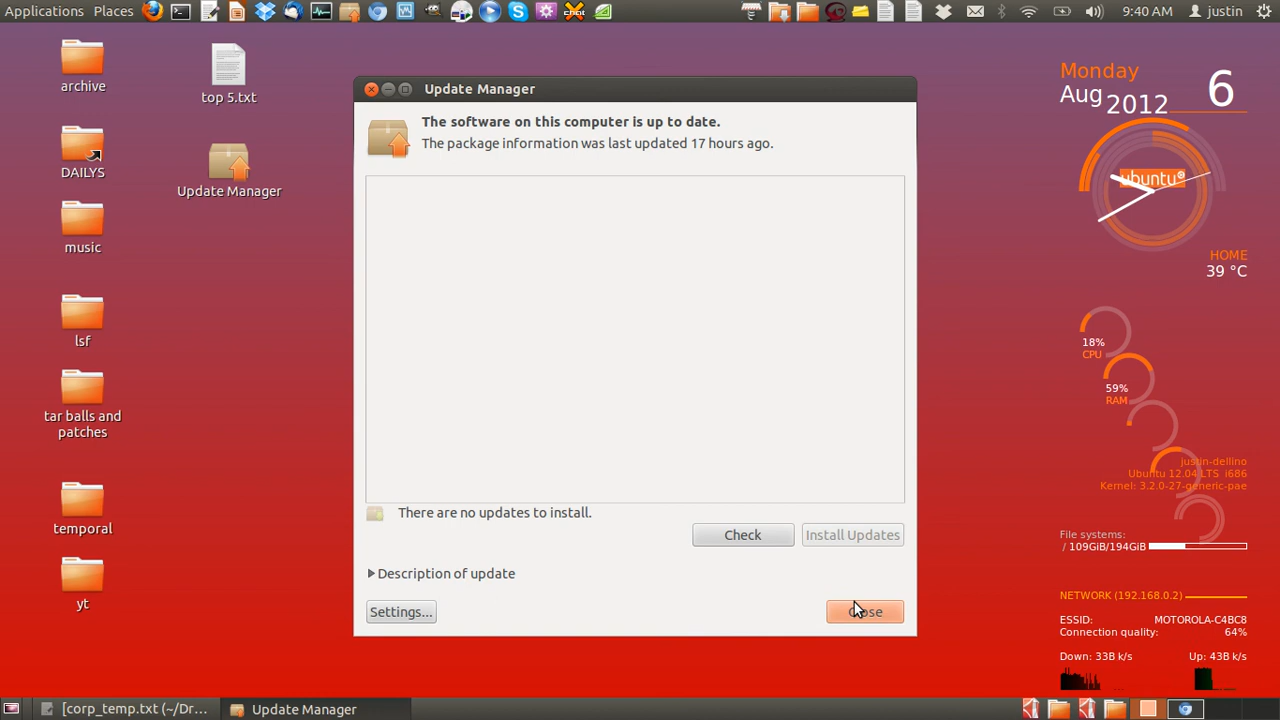 Applications Places
9:40 AM justin
archive
DAILYS
music
lsf
tar balls and
patches
temporal
yt
top 5.txt
Update Manager
Update Manager
The software on this computer is up to date.
The package information was last updated 17 hours ago.
There are no updates to install.
Check
Install Updates
Description of update
Settings...
Close
Monday
Aug 2012 6
ubuntu®
HOME
39 °C
18%
CPU
59%
RAM
justin-dellino
Ubuntu 12.04 LTS i686
Kernel: 3.2.0-27-generic-pae
File systems:
/ 109GiB/194GiB
NETWORK (192.168.0.2)
ESSID: MOTOROLA-C4BC8
Connection quality: 64%
Down: 33B k/s Up: 43B k/s
[corp_temp.txt (~/Dr...
Update Manager